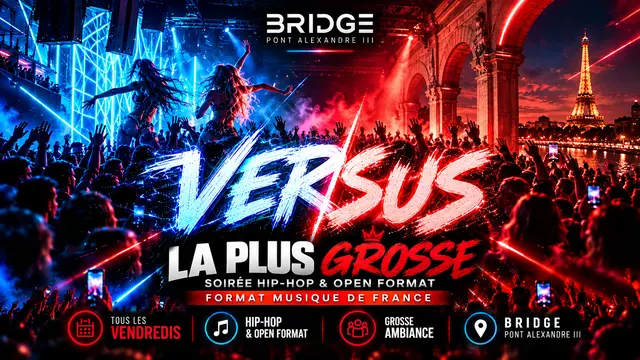 BRIDGE
PONT ALEXANDRE III
VERSUS
LA PLUS GROSSE
SOIRÉE HIP-HOP & OPEN FORMAT
FORMAT MUSIQUE DE FRANCE
TOUS LES
VENDREDIS
HIP-HOP
& OPEN FORMAT
GROSSE
AMBIANCE
BRIDGE
PONT ALEXANDRE III